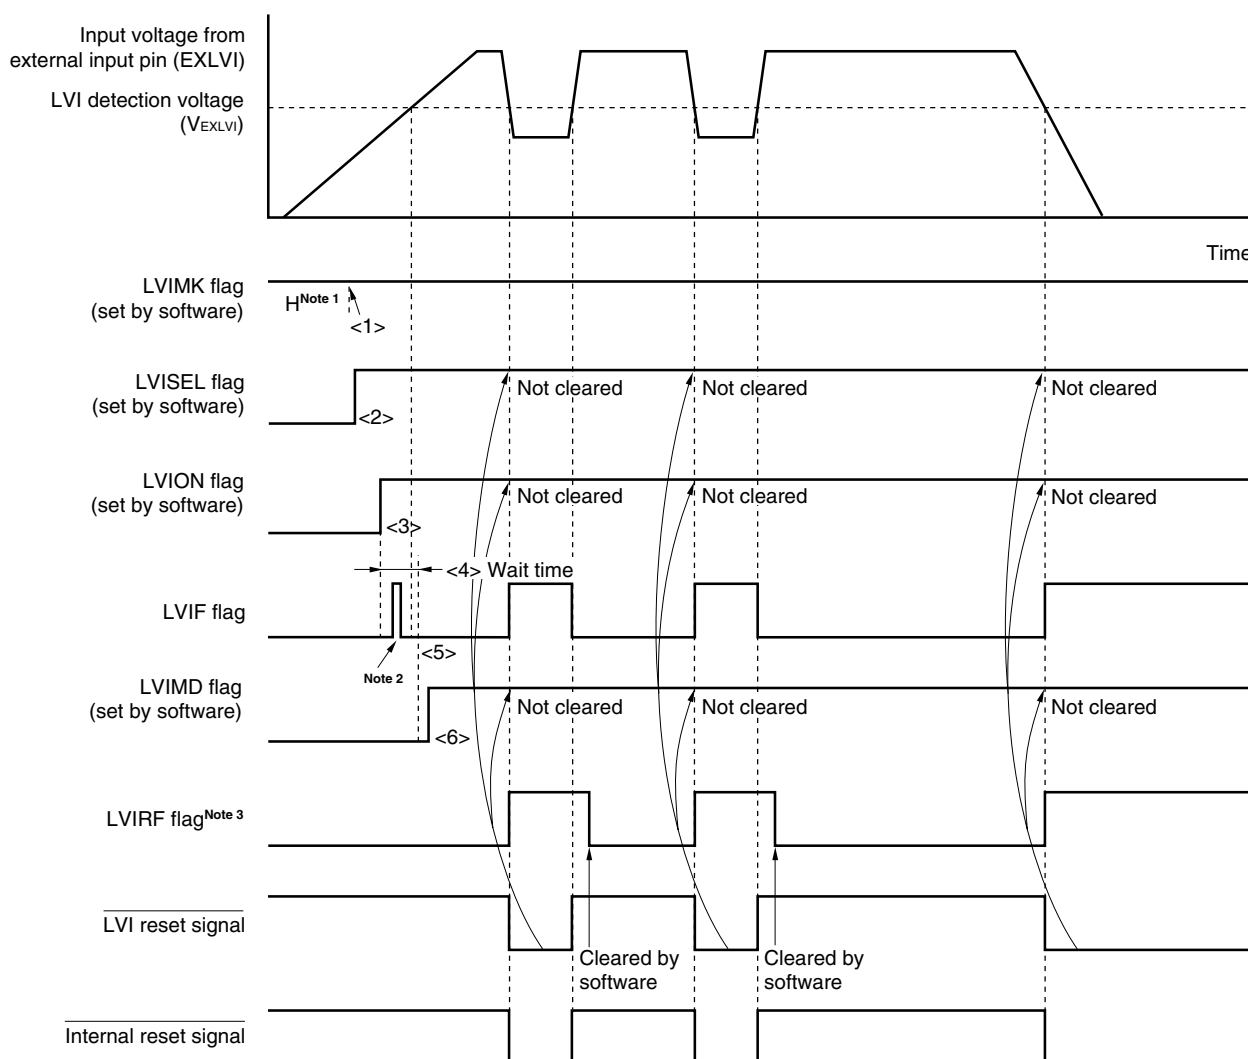 Input voltage from
external input pin (EXLVI)
LVI detection voltage
(VEXLVI)
Time
LVIMK flag
(set by software)
HNote 1
<1>
LVISEL flag
(set by software)
<2>
Not cleared
Not cleared
Not cleared
LVION flag
(set by software)
<3>
Not cleared
Not cleared
Not cleared
<4> Wait time
LVIF flag
Note 2
<5>
LVIMD flag
(set by software)
<6>
Not cleared
Not cleared
Not cleared
LVIRF flagNote 3
LVI reset signal
Cleared by
software
Cleared by
software
Internal reset signal